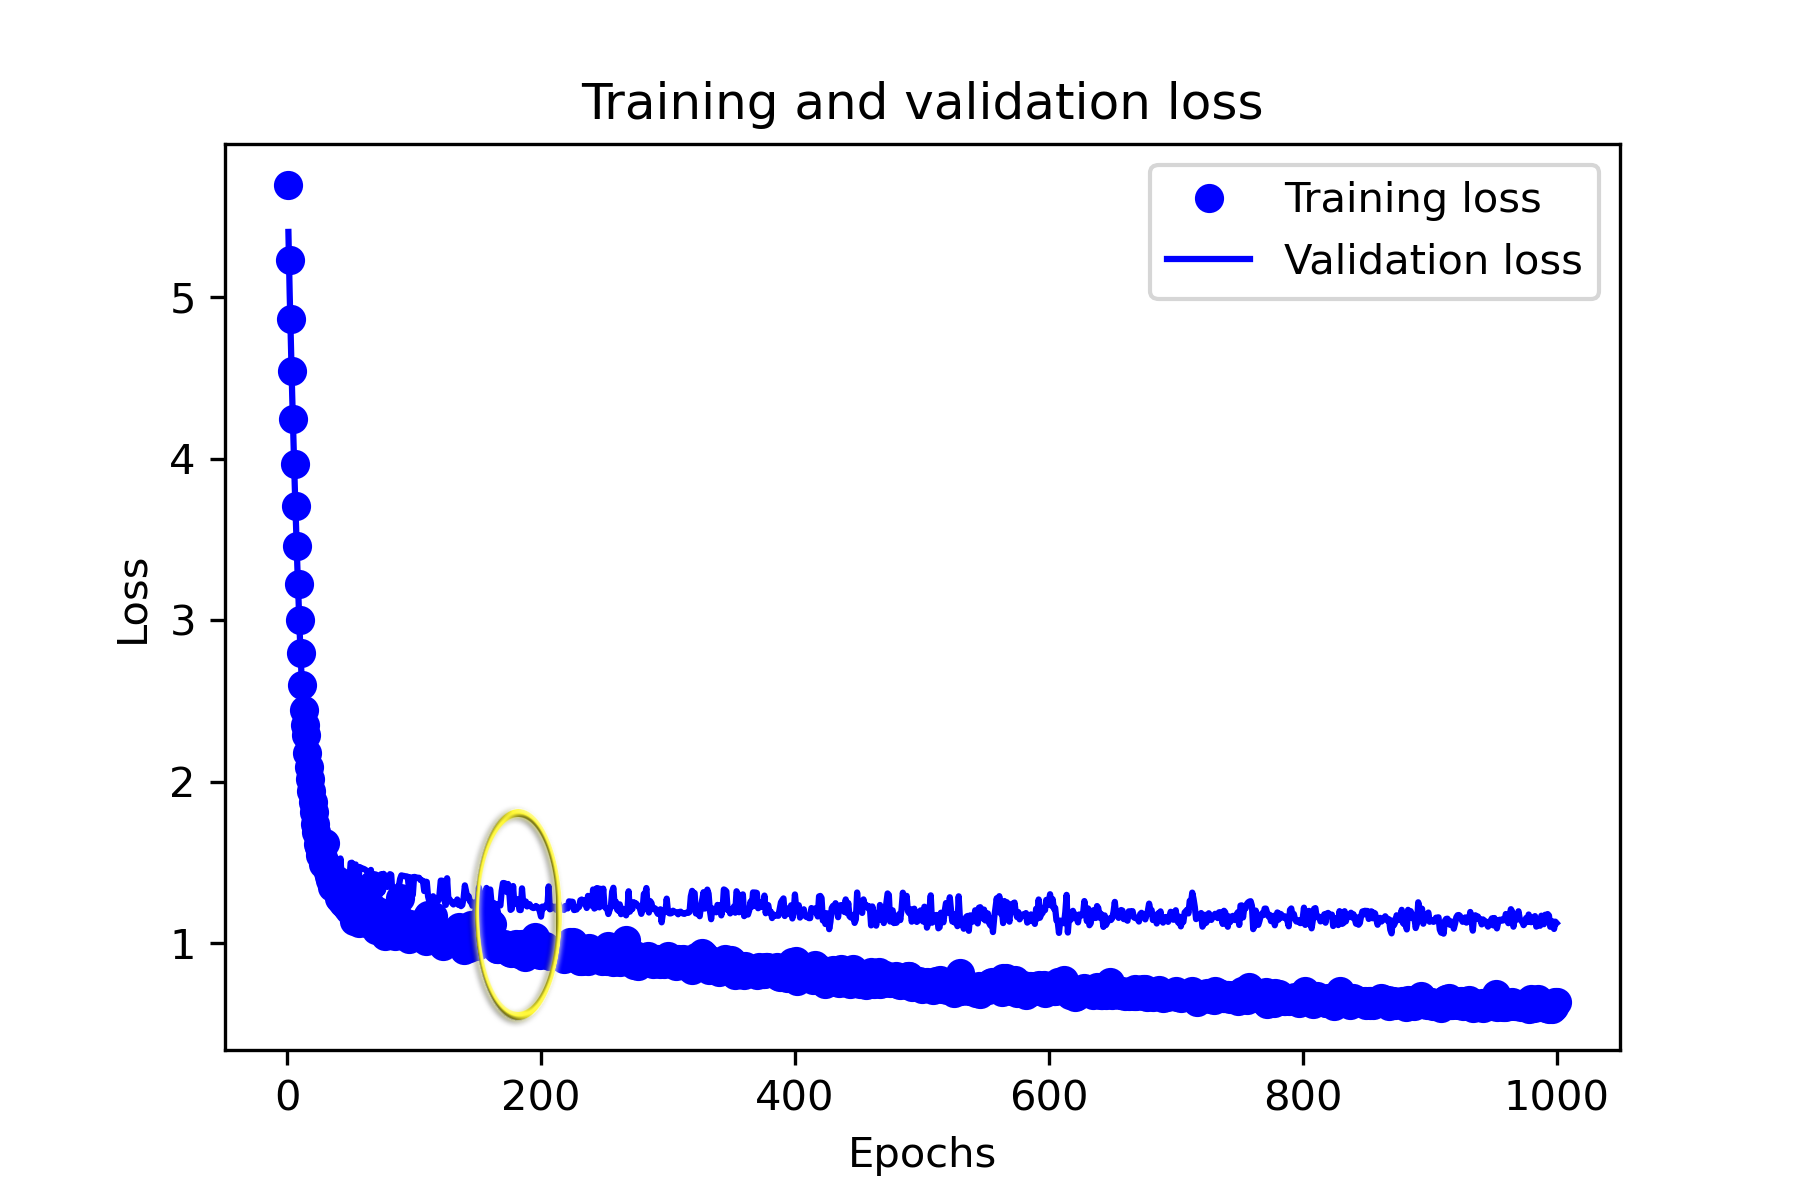 Training and validation loss
Training loss
Validation loss
Loss
5
4
3
2
1
0 200 400 600 800 1000
Epochs